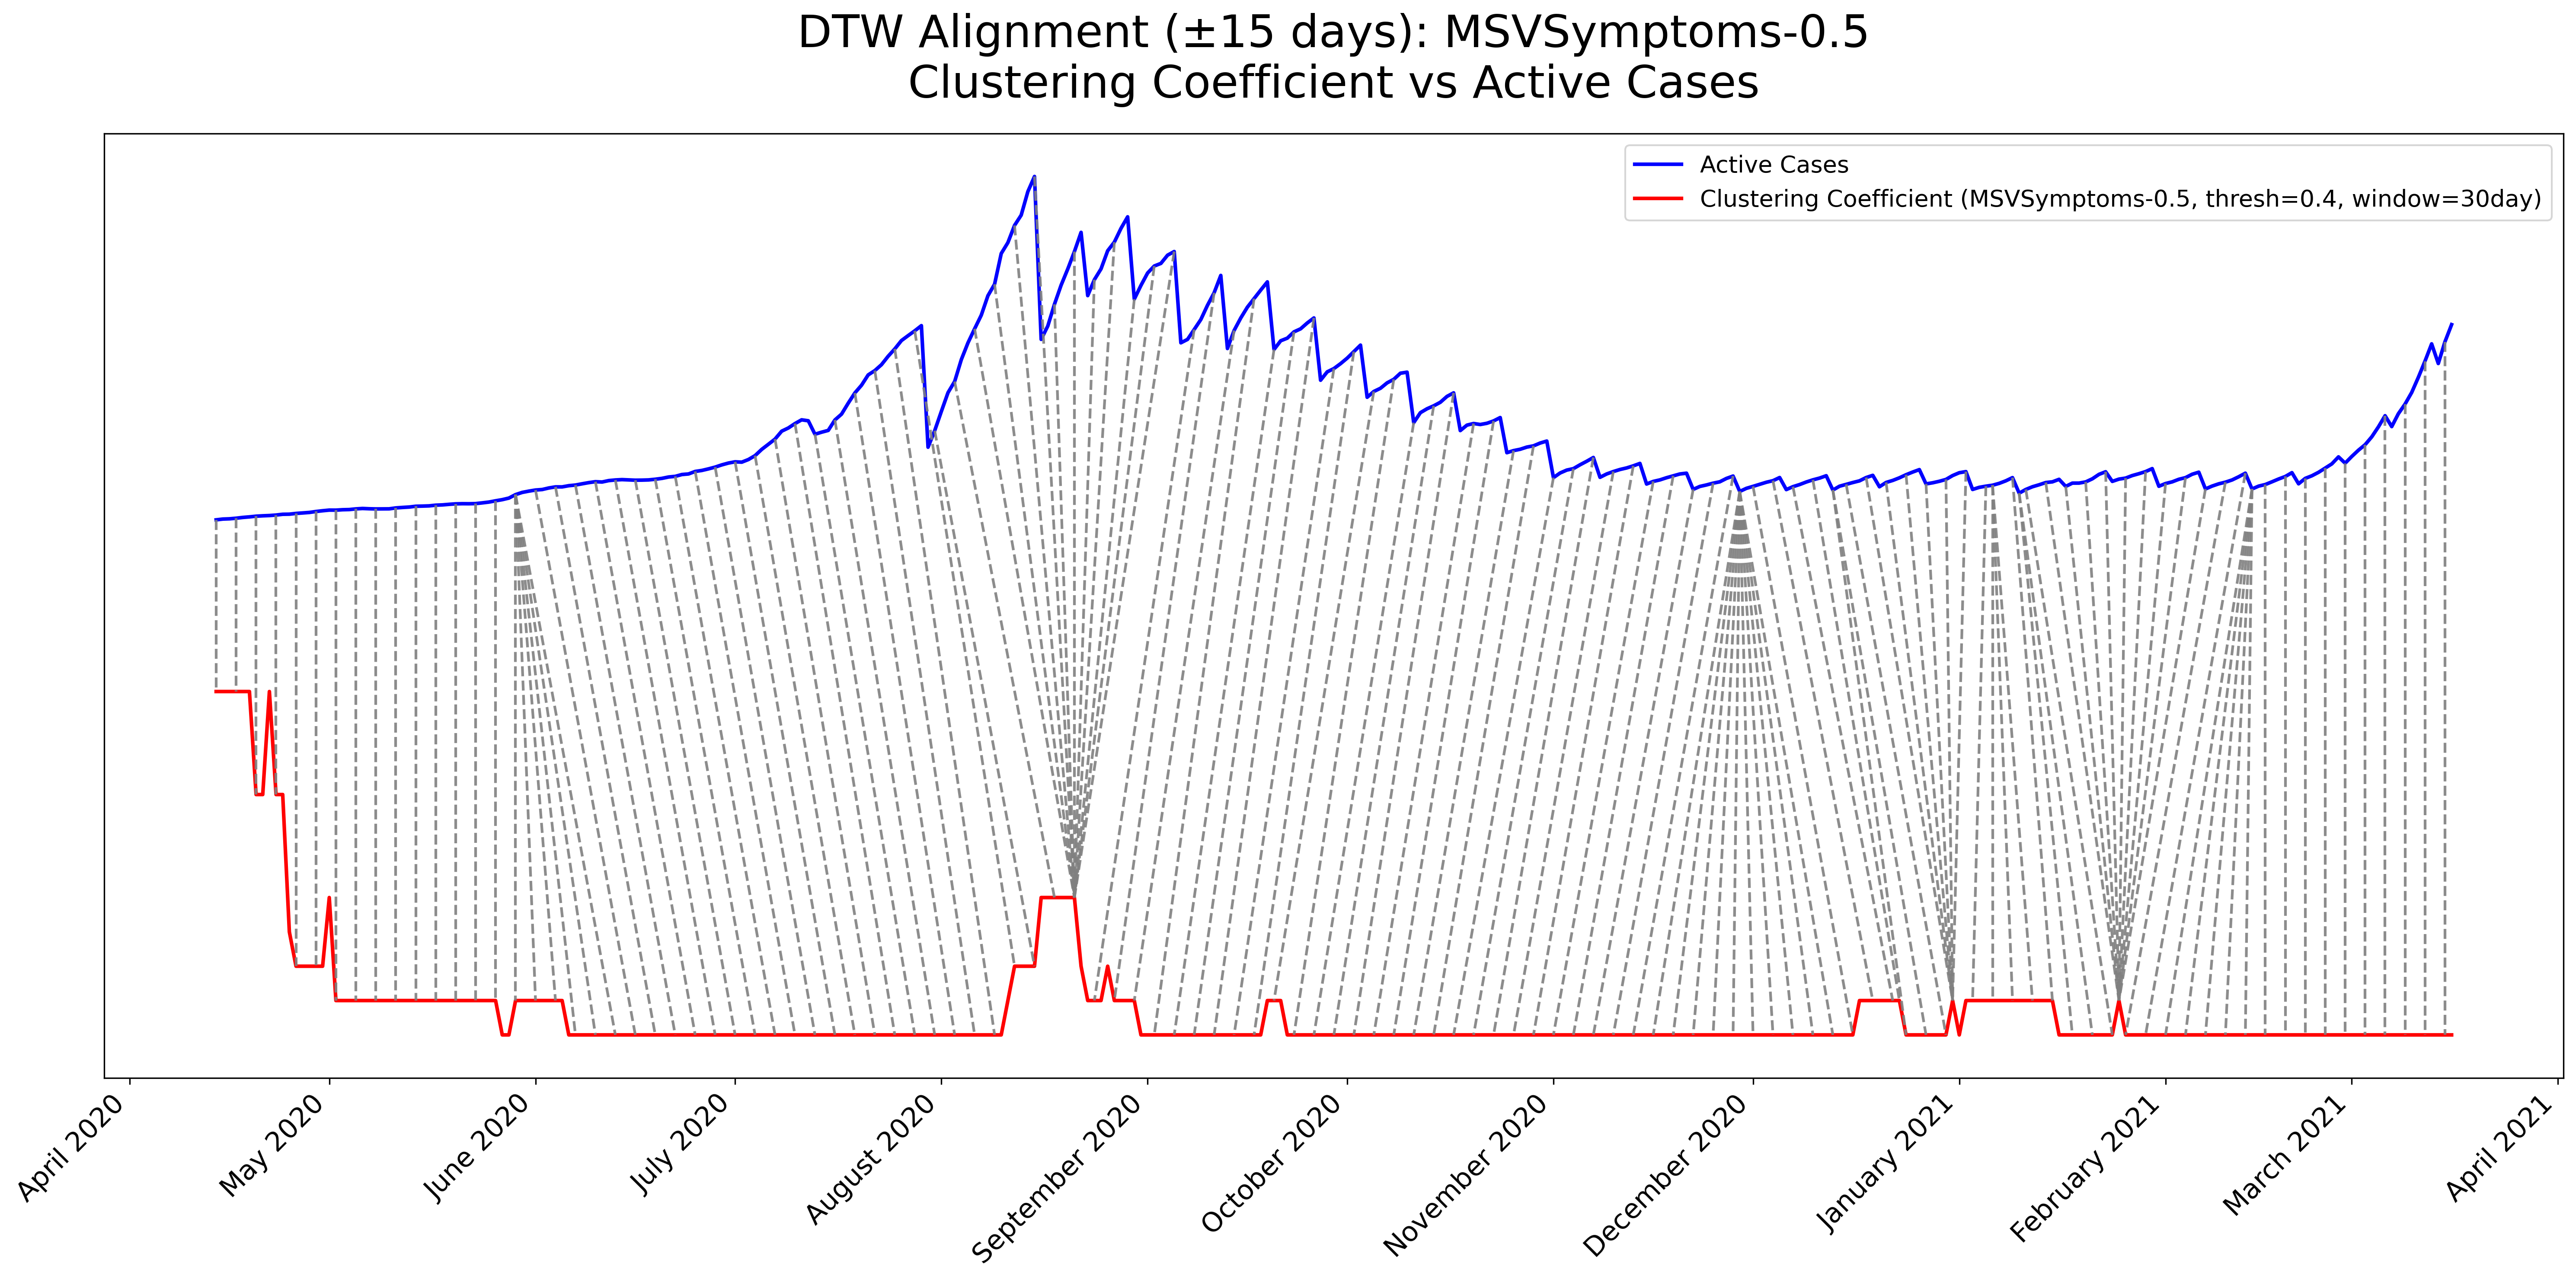 DTW Alignment (±15 days): MSVSymptoms-0.5
Clustering Coefficient vs Active Cases
Active Cases
Clustering Coefficient (MSVSymptoms-0.5, thresh=0.4, window=30day)
April 2020
May 2020
June 2020
July 2020
August 2020
September 2020
October 2020
November 2020
December 2020
January 2021
February 2021
March 2021
April 2021